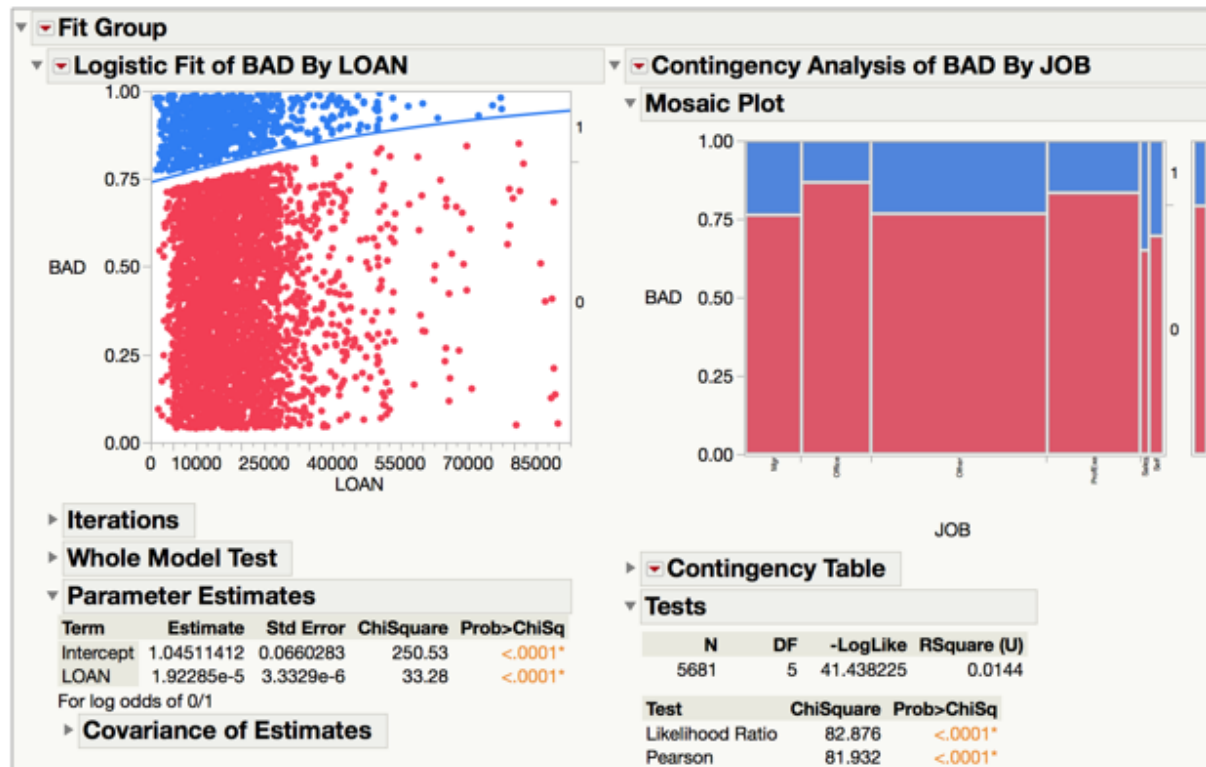 Fit Group
Logistic Fit of BAD By LOAN
1.00
0.75
0.50
0.25
0.00
BAD
1
0
0 10000 25000 40000 55000 70000 85000
LOAN
Iterations
Whole Model Test
Parameter Estimates
Term Estimate Std Error ChiSquare Prob>ChiSq
Intercept 1.04511412 0.0660283 250.53 <.0001*
LOAN 1.92285e-5 3.3329e-6 33.28 <.0001*
For log odds of 0/1
Covariance of Estimates
Contingency Analysis of BAD By JOB
Mosaic Plot
1.00
0.75
0.50
0.25
0.00
BAD
1
0
Mgr Office Other ProfExe Sales Self
JOB
Contingency Table
Tests
N DF -LogLike RSquare (U)
5681 5 41.438225 0.0144
Test ChiSquare Prob>ChiSq
Likelihood Ratio 82.876 <.0001*
Pearson 81.932 <.0001*